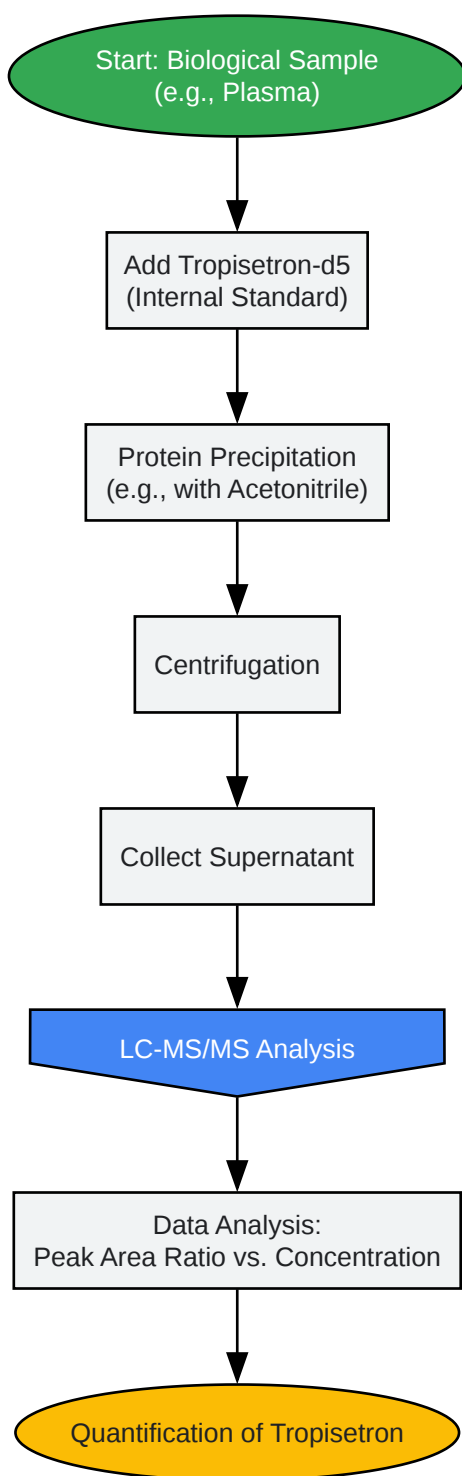 Start: Biological Sample
(e.g., Plasma)
Add Tropisetron-d5
(Internal Standard)
Protein Precipitation
(e.g., with Acetonitrile)
Centrifugation
Collect Supernatant
LC-MS/MS Analysis
Data Analysis:
Peak Area Ratio vs. Concentration
Quantification of Tropisetron